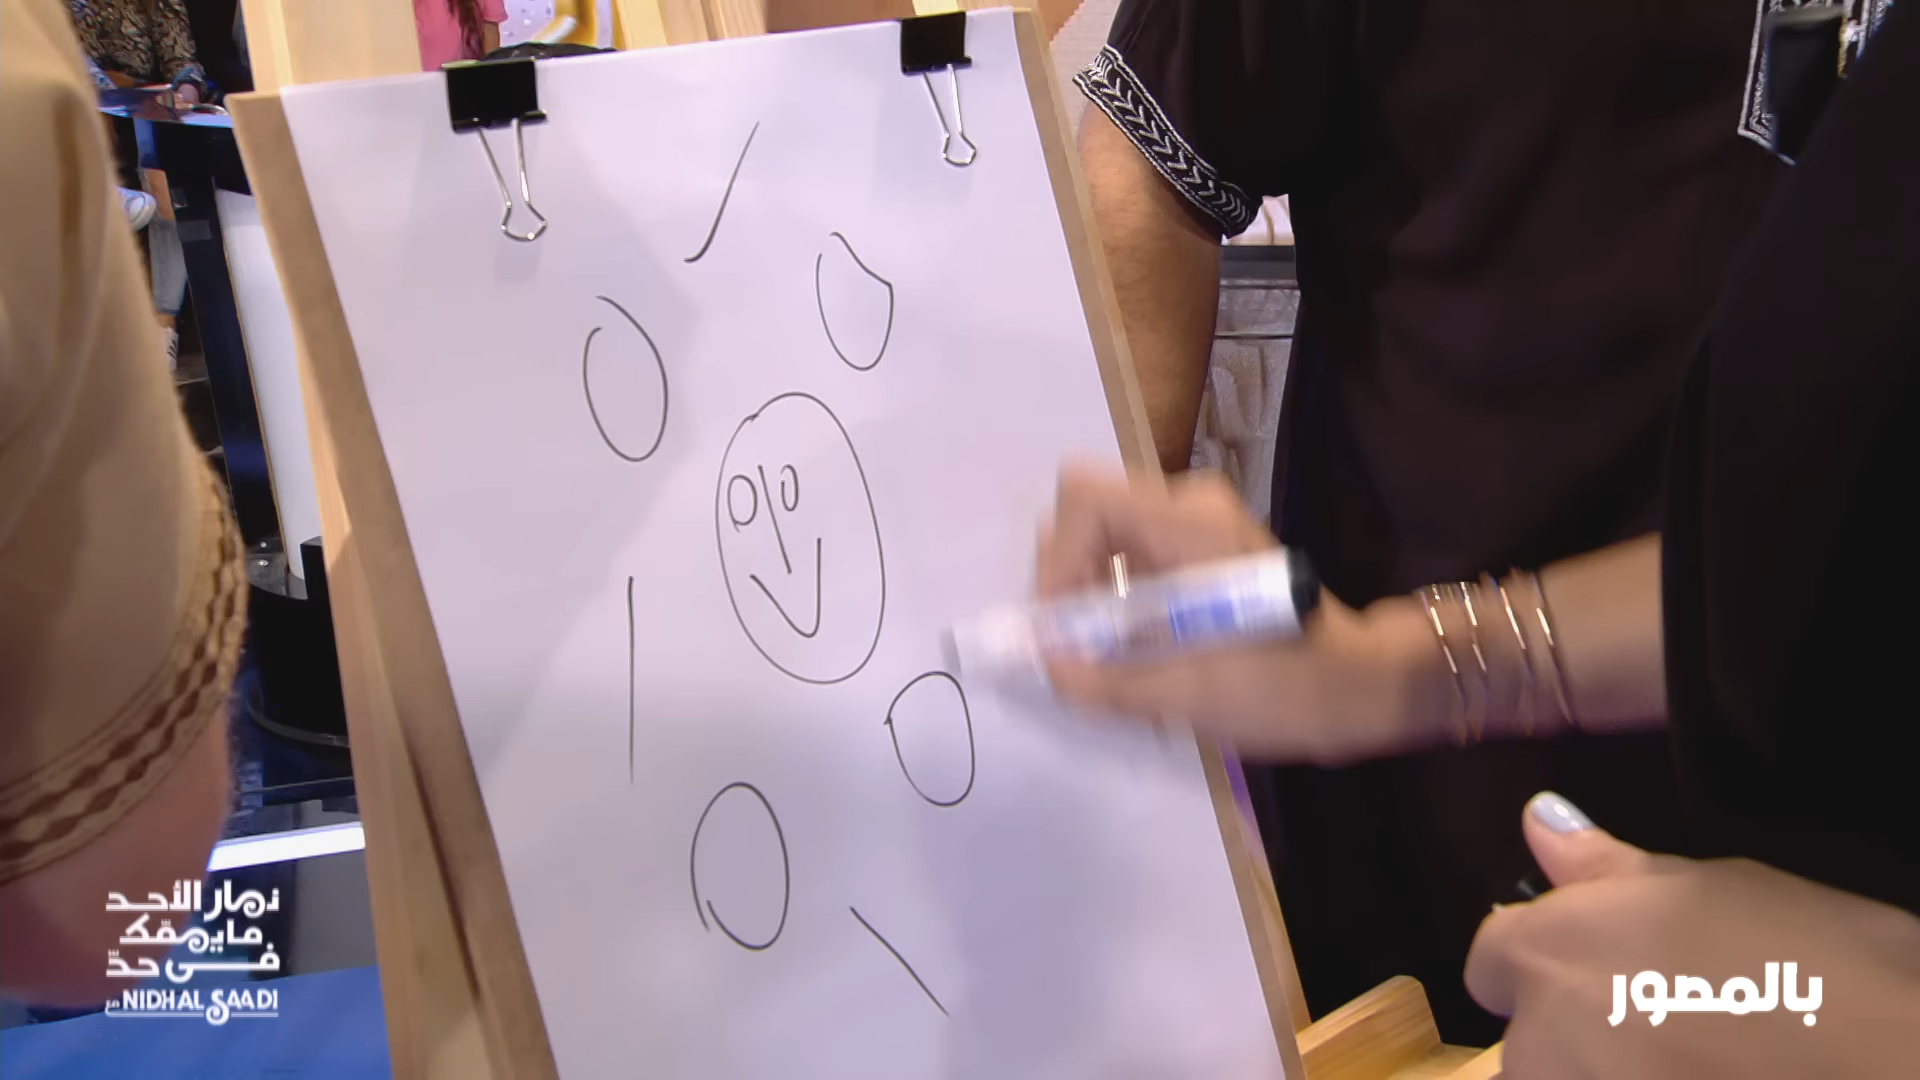 نهار الأحد
ما يهمك
في حدّ
NIDHAL SAADI
بالمصور